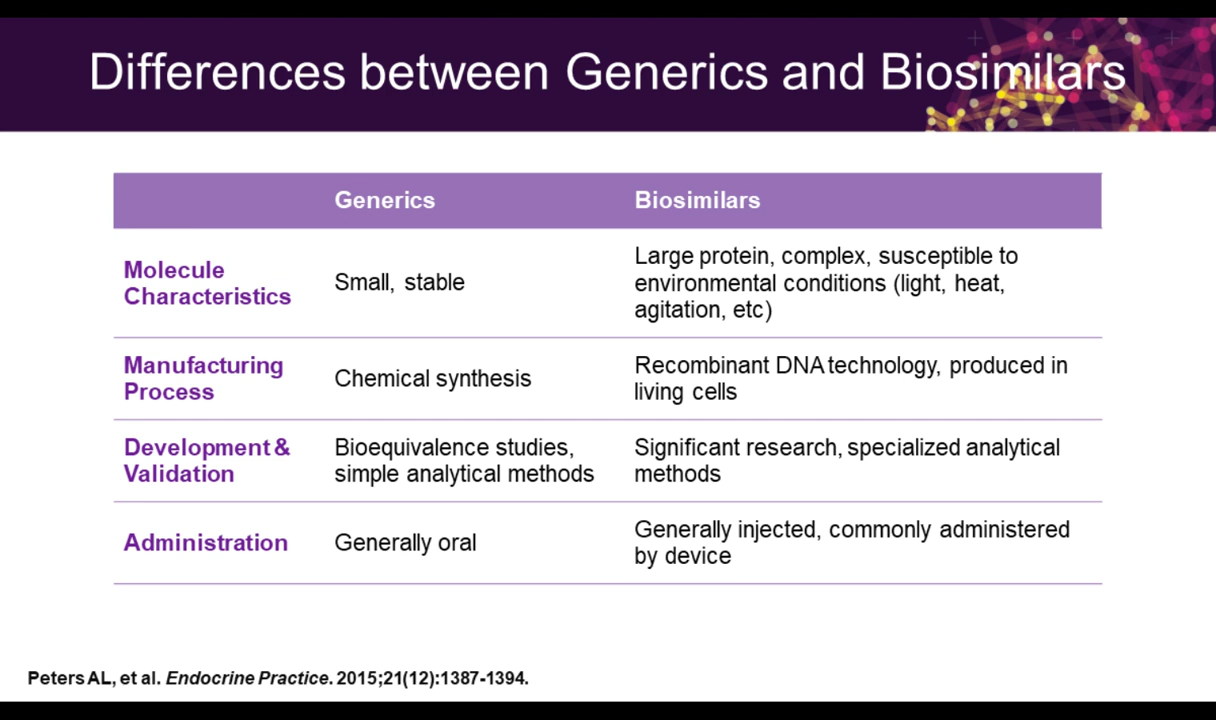 Differences between Generics and Biosimilars
Generics
Biosimilars
Molecule
Characteristics
Small, stable
Large protein, complex, susceptible to
environmental conditions (light, heat,
agitation, etc)
Manufacturing
Process
Chemical synthesis
Recombinant DNA technology, produced in
living cells
Development &
Validation
Bioequivalence studies,
simple analytical methods
Significant research, specialized analytical
methods
Administration
Generally oral
Generally injected, commonly administered
by device
Peters AL, et al. Endocrine Practice. 2015;21(12):1387-1394.